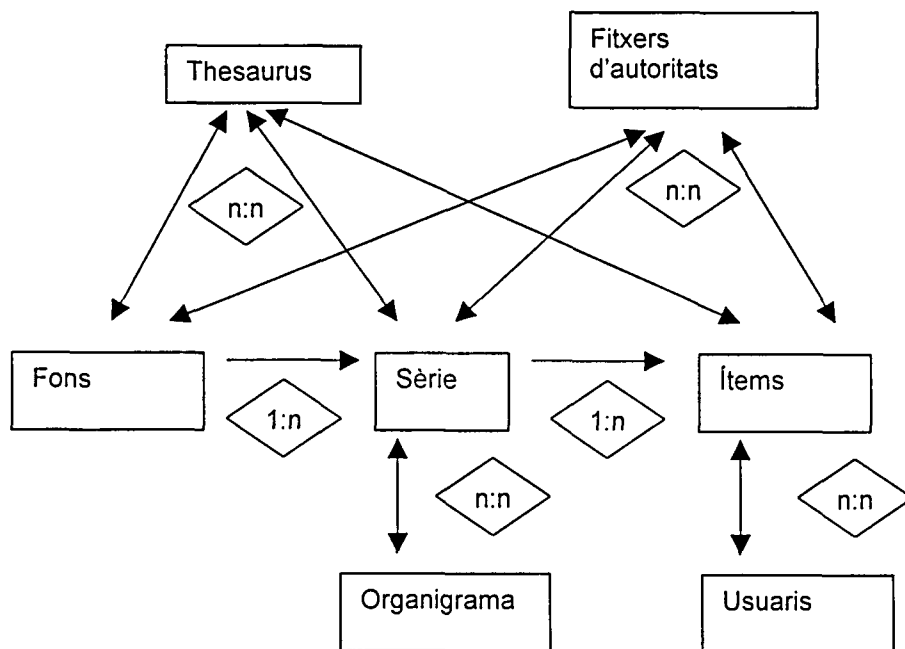 Thesaurus
Fitxers
d'autoritats
n:n
n:n
Fons
Sèrie
Ítems
1:n
1:n
n:n
n:n
Organigrama
Usuaris